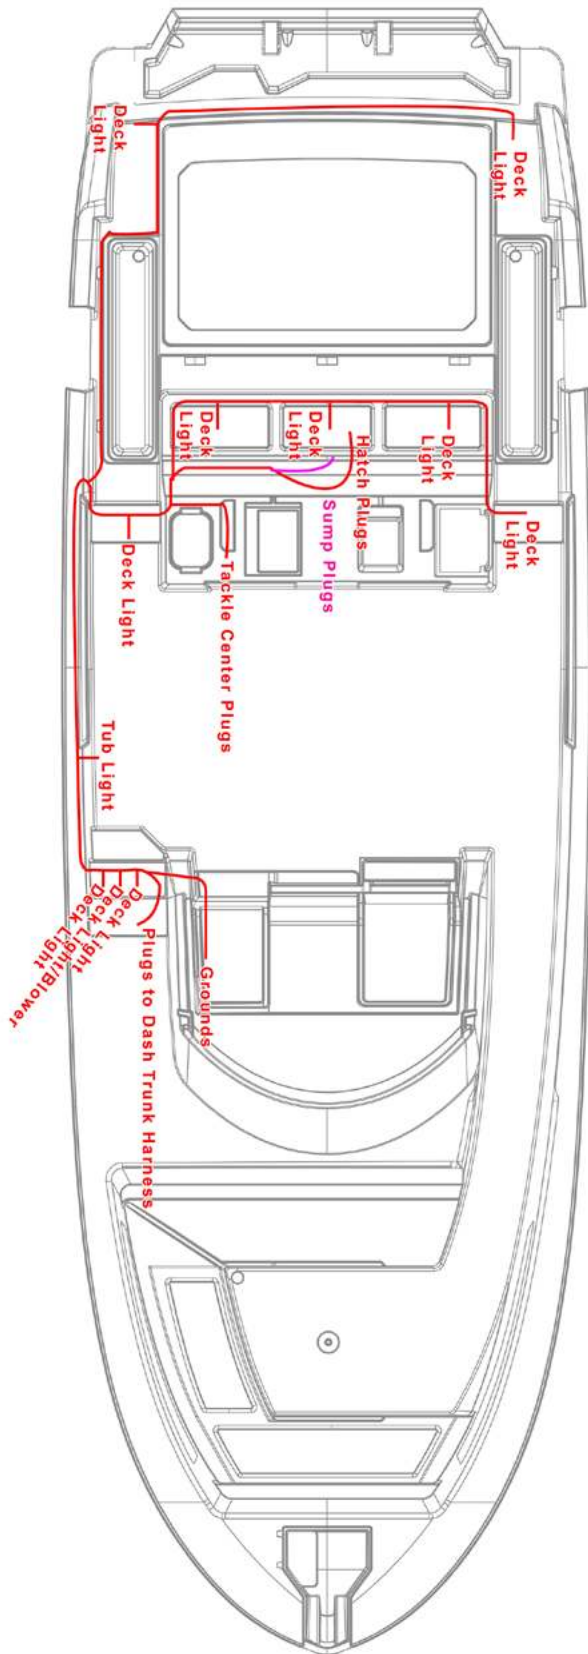 Deck
Light
Deck
Light
Deck
Light
Deck
Light
Deck
Light
Deck
Light
Hatch Plugs
Sump Plugs
Tackle Center Plugs
Deck Light
Tub Light
Deck Light
Deck Light/Blower
Deck Light
Plugs to Dash Trunk Harness
Grounds